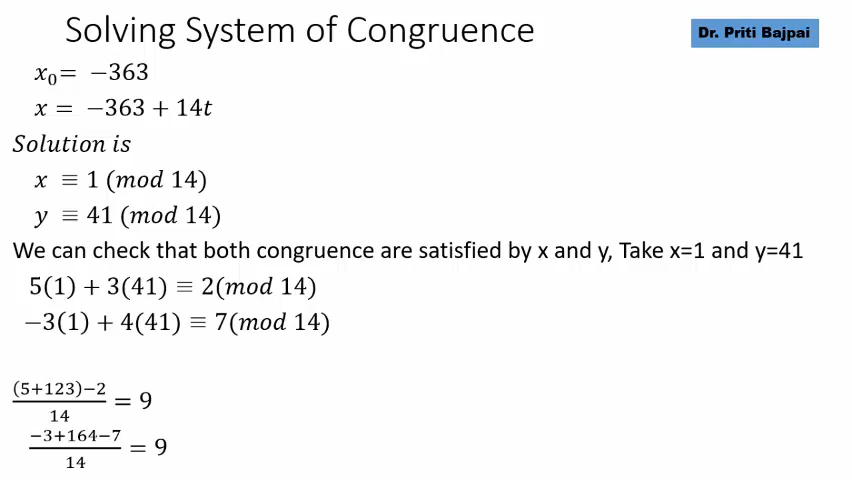 Solving System of Congruence
Dr. Priti Bajpai
x₀= −363
x = −363 + 14t
Solution is
x ≡ 1 (mod 14)
y ≡ 41 (mod 14)
We can check that both congruence are satisfied by x and y, Take x=1 and y=41
5(1) + 3(41) ≡ 2(mod 14)
−3(1) + 4(41) ≡ 7(mod 14)
((5+123)−2)/14 = 9
(−3+164−7)/14 = 9